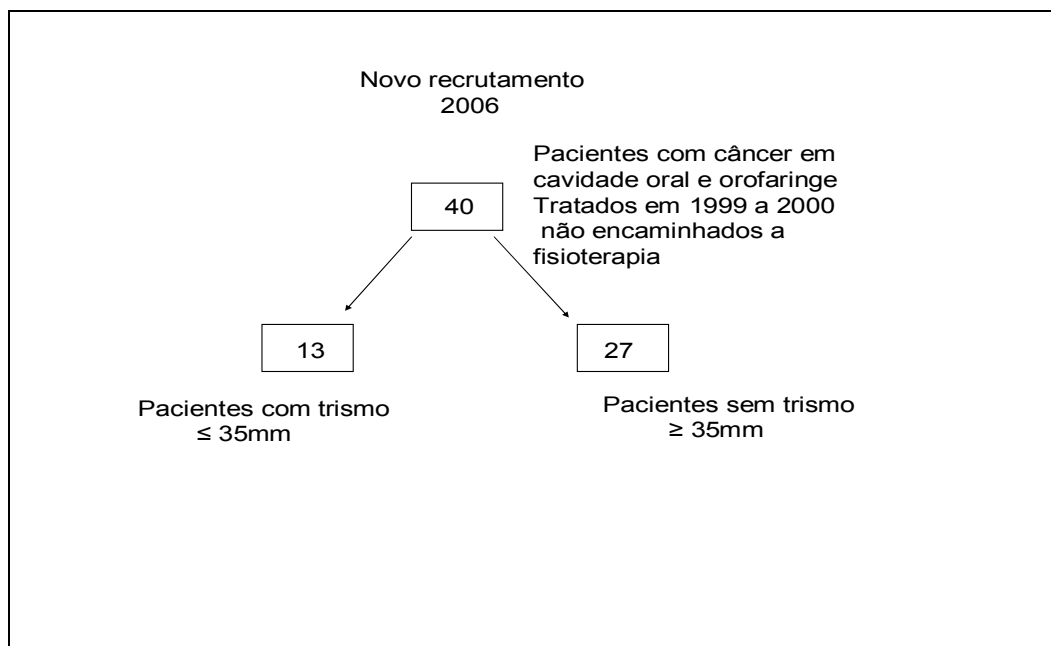 Novo recrutamento
2006
Pacientes com câncer em
cavidade oral e orofaringe
Tratados em 1999 a 2000
não encaminhados a
fisioterapia
40
13
27
Pacientes com trismo
≤ 35mm
Pacientes sem trismo
≥ 35mm